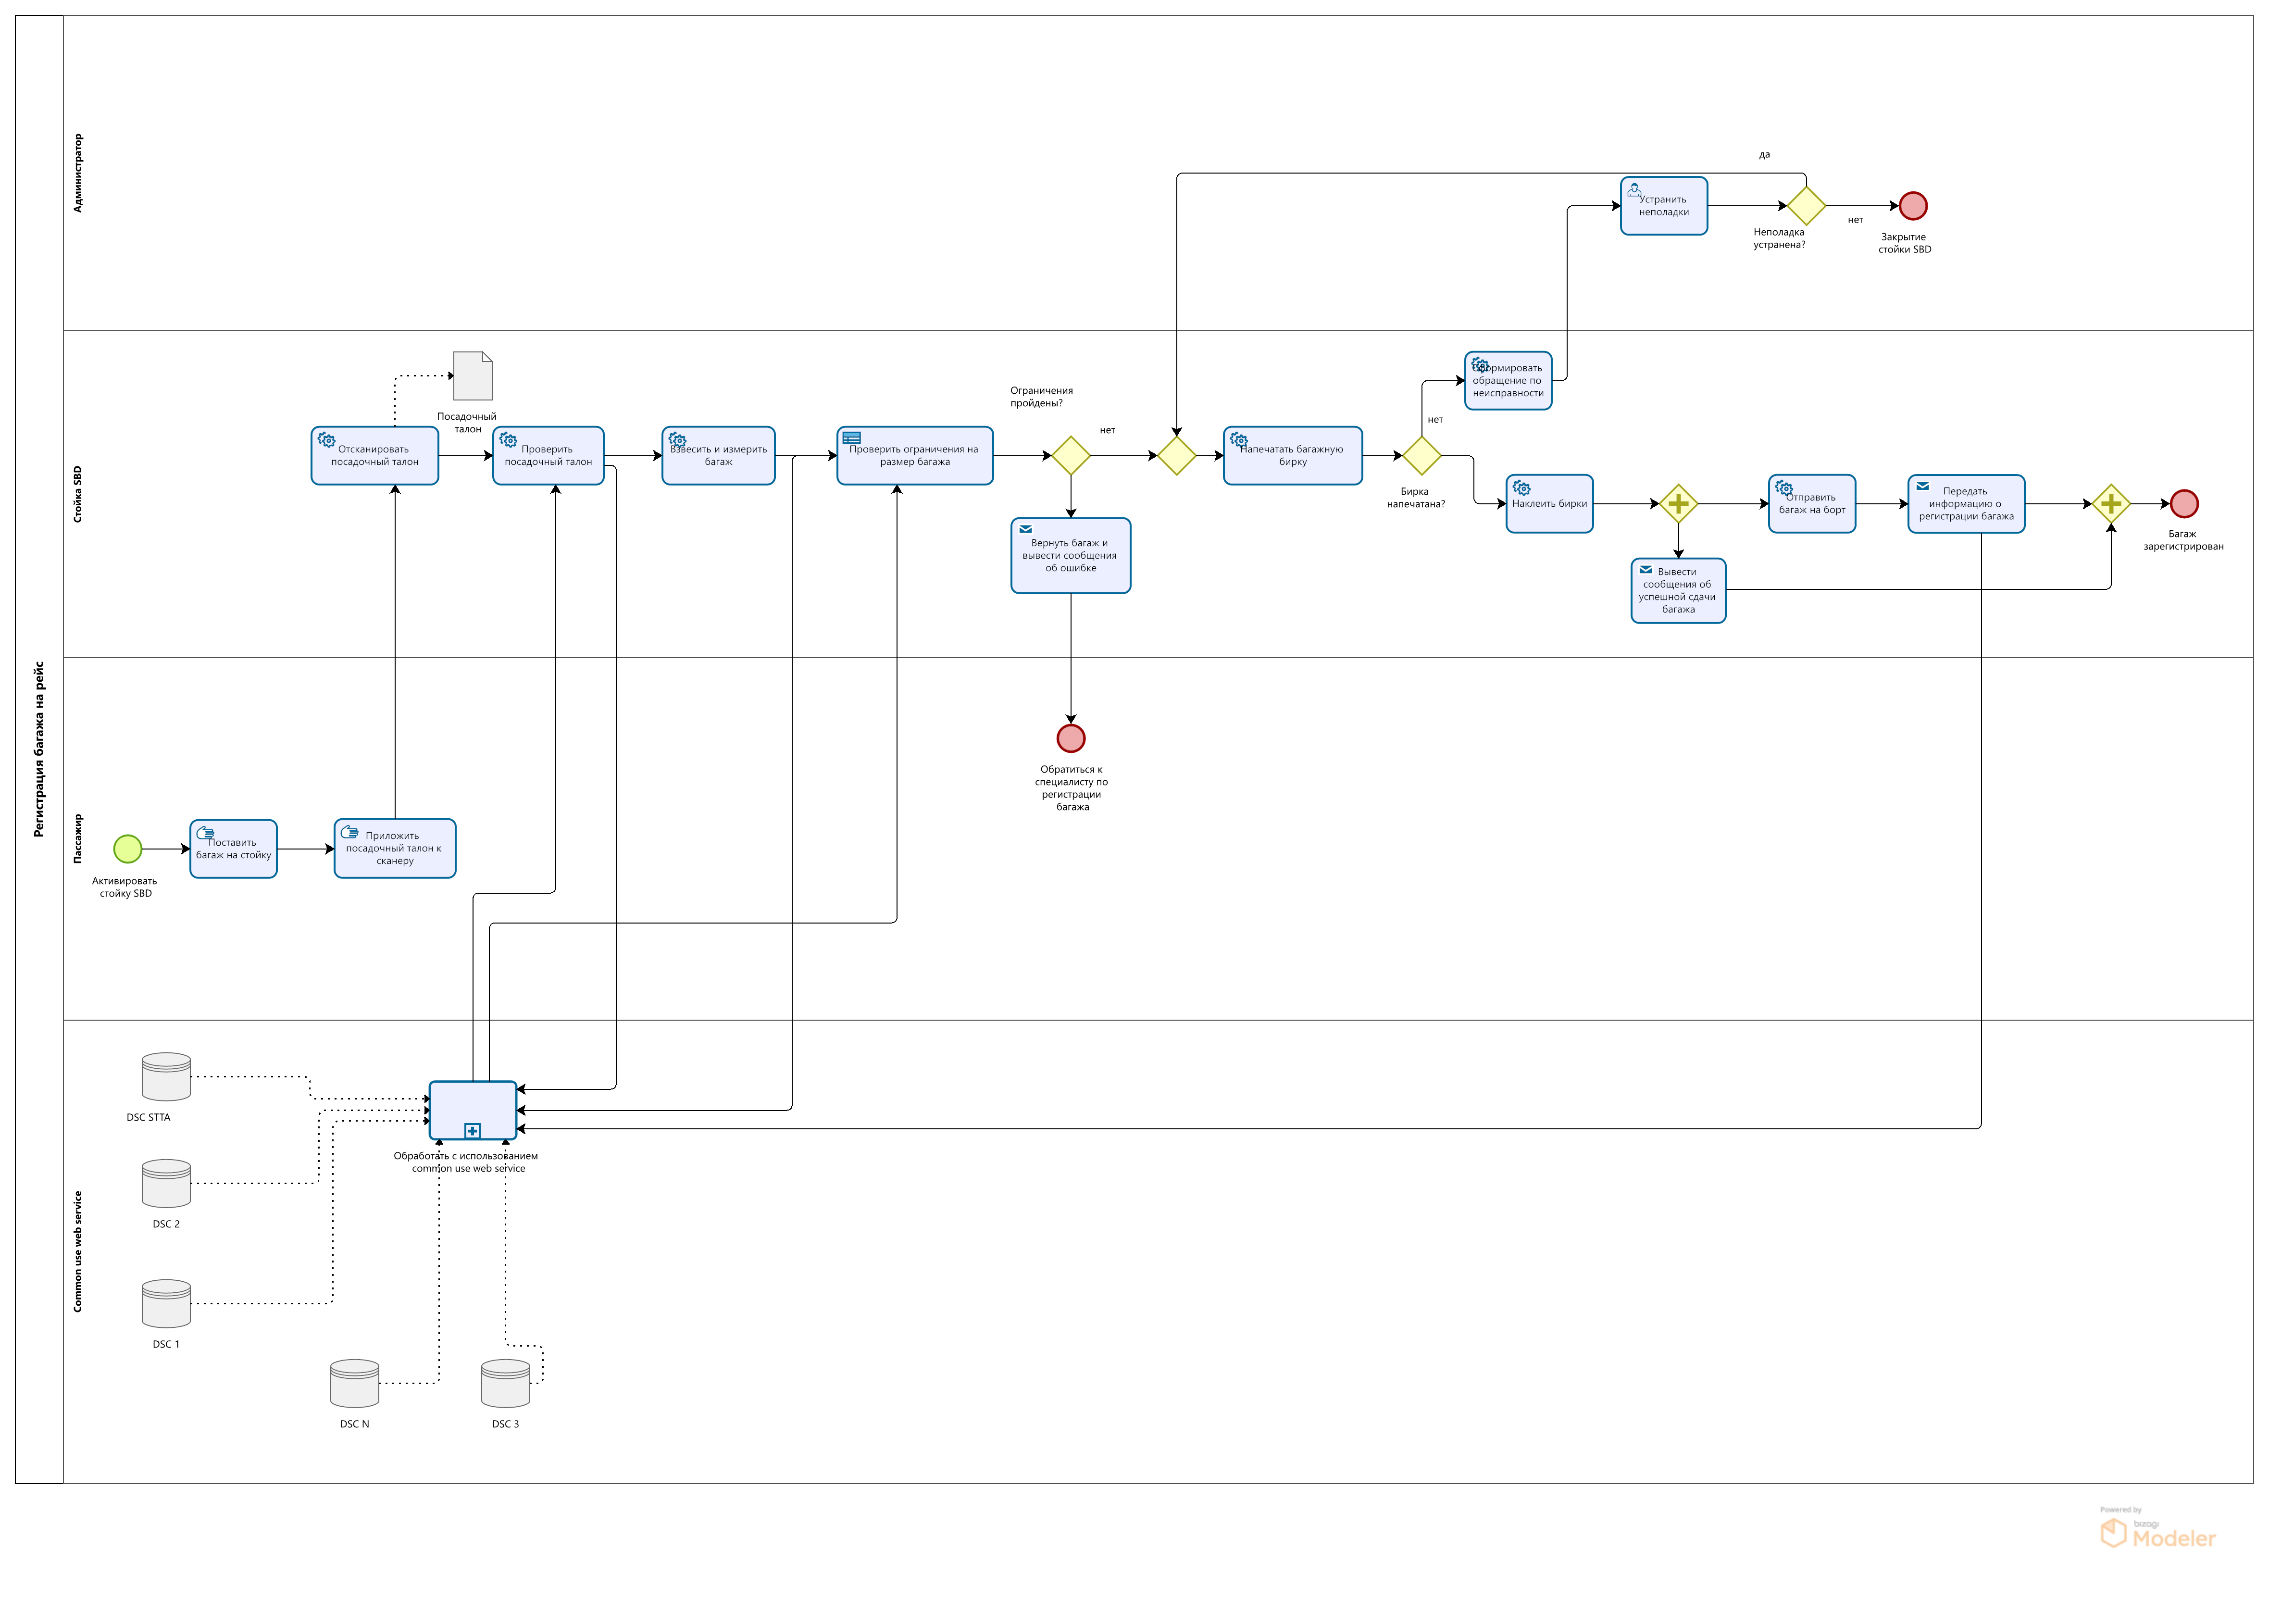 Регистрация багажа на рейс
Администратор
да
Устранить
неполадки
Неполадка
устранена?
нет
Закрытие
стойки SBD
Стойка SBD
Посадочный
талон
Отсканировать
посадочный талон
Проверить
посадочный талон
Взвесить и измерить
багаж
Проверить ограничения на
размер багажа
Ограничения
пройдены?
нет
Вернуть багаж и
вывести сообщения
об ошибке
Напечатать багажную
бирку
Бирка
напечатана?
нет
Сформировать
обращение по
неисправности
Наклеить бирки
Вывести
сообщения об
успешной сдачи
багажа
Отправить
багаж на борт
Передать
информацию о
регистрации багажа
Багаж
зарегистрирован
Пассажир
Активировать
стойку SBD
Поставить
багаж на стойку
Приложить
посадочный талон к
сканеру
Обратиться к
специалисту по
регистрации
багажа
Common use web service
DSC STTA
DSC 2
DSC 1
DSC N
DSC 3
Обработать с использованием
common use web service
Powered by
bizagi
Modeler